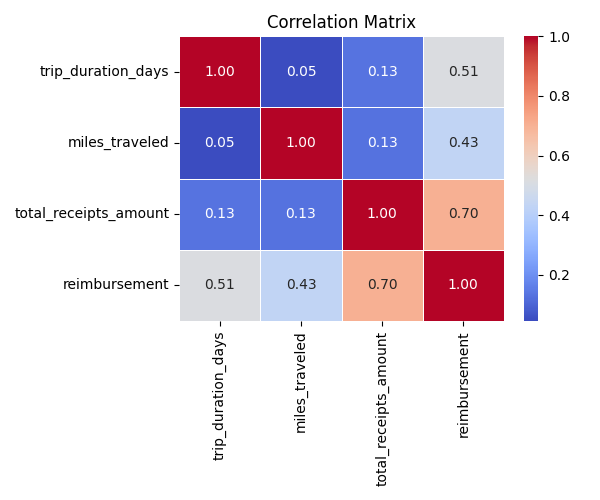 Correlation Matrix
trip_duration_days 1.00 0.05 0.13 0.51
miles_traveled 0.05 1.00 0.13 0.43
total_receipts_amount 0.13 0.13 1.00 0.70
reimbursement 0.51 0.43 0.70 1.00
trip_duration_days
miles_traveled
total_receipts_amount
reimbursement
1.0
0.8
0.6
0.4
0.2